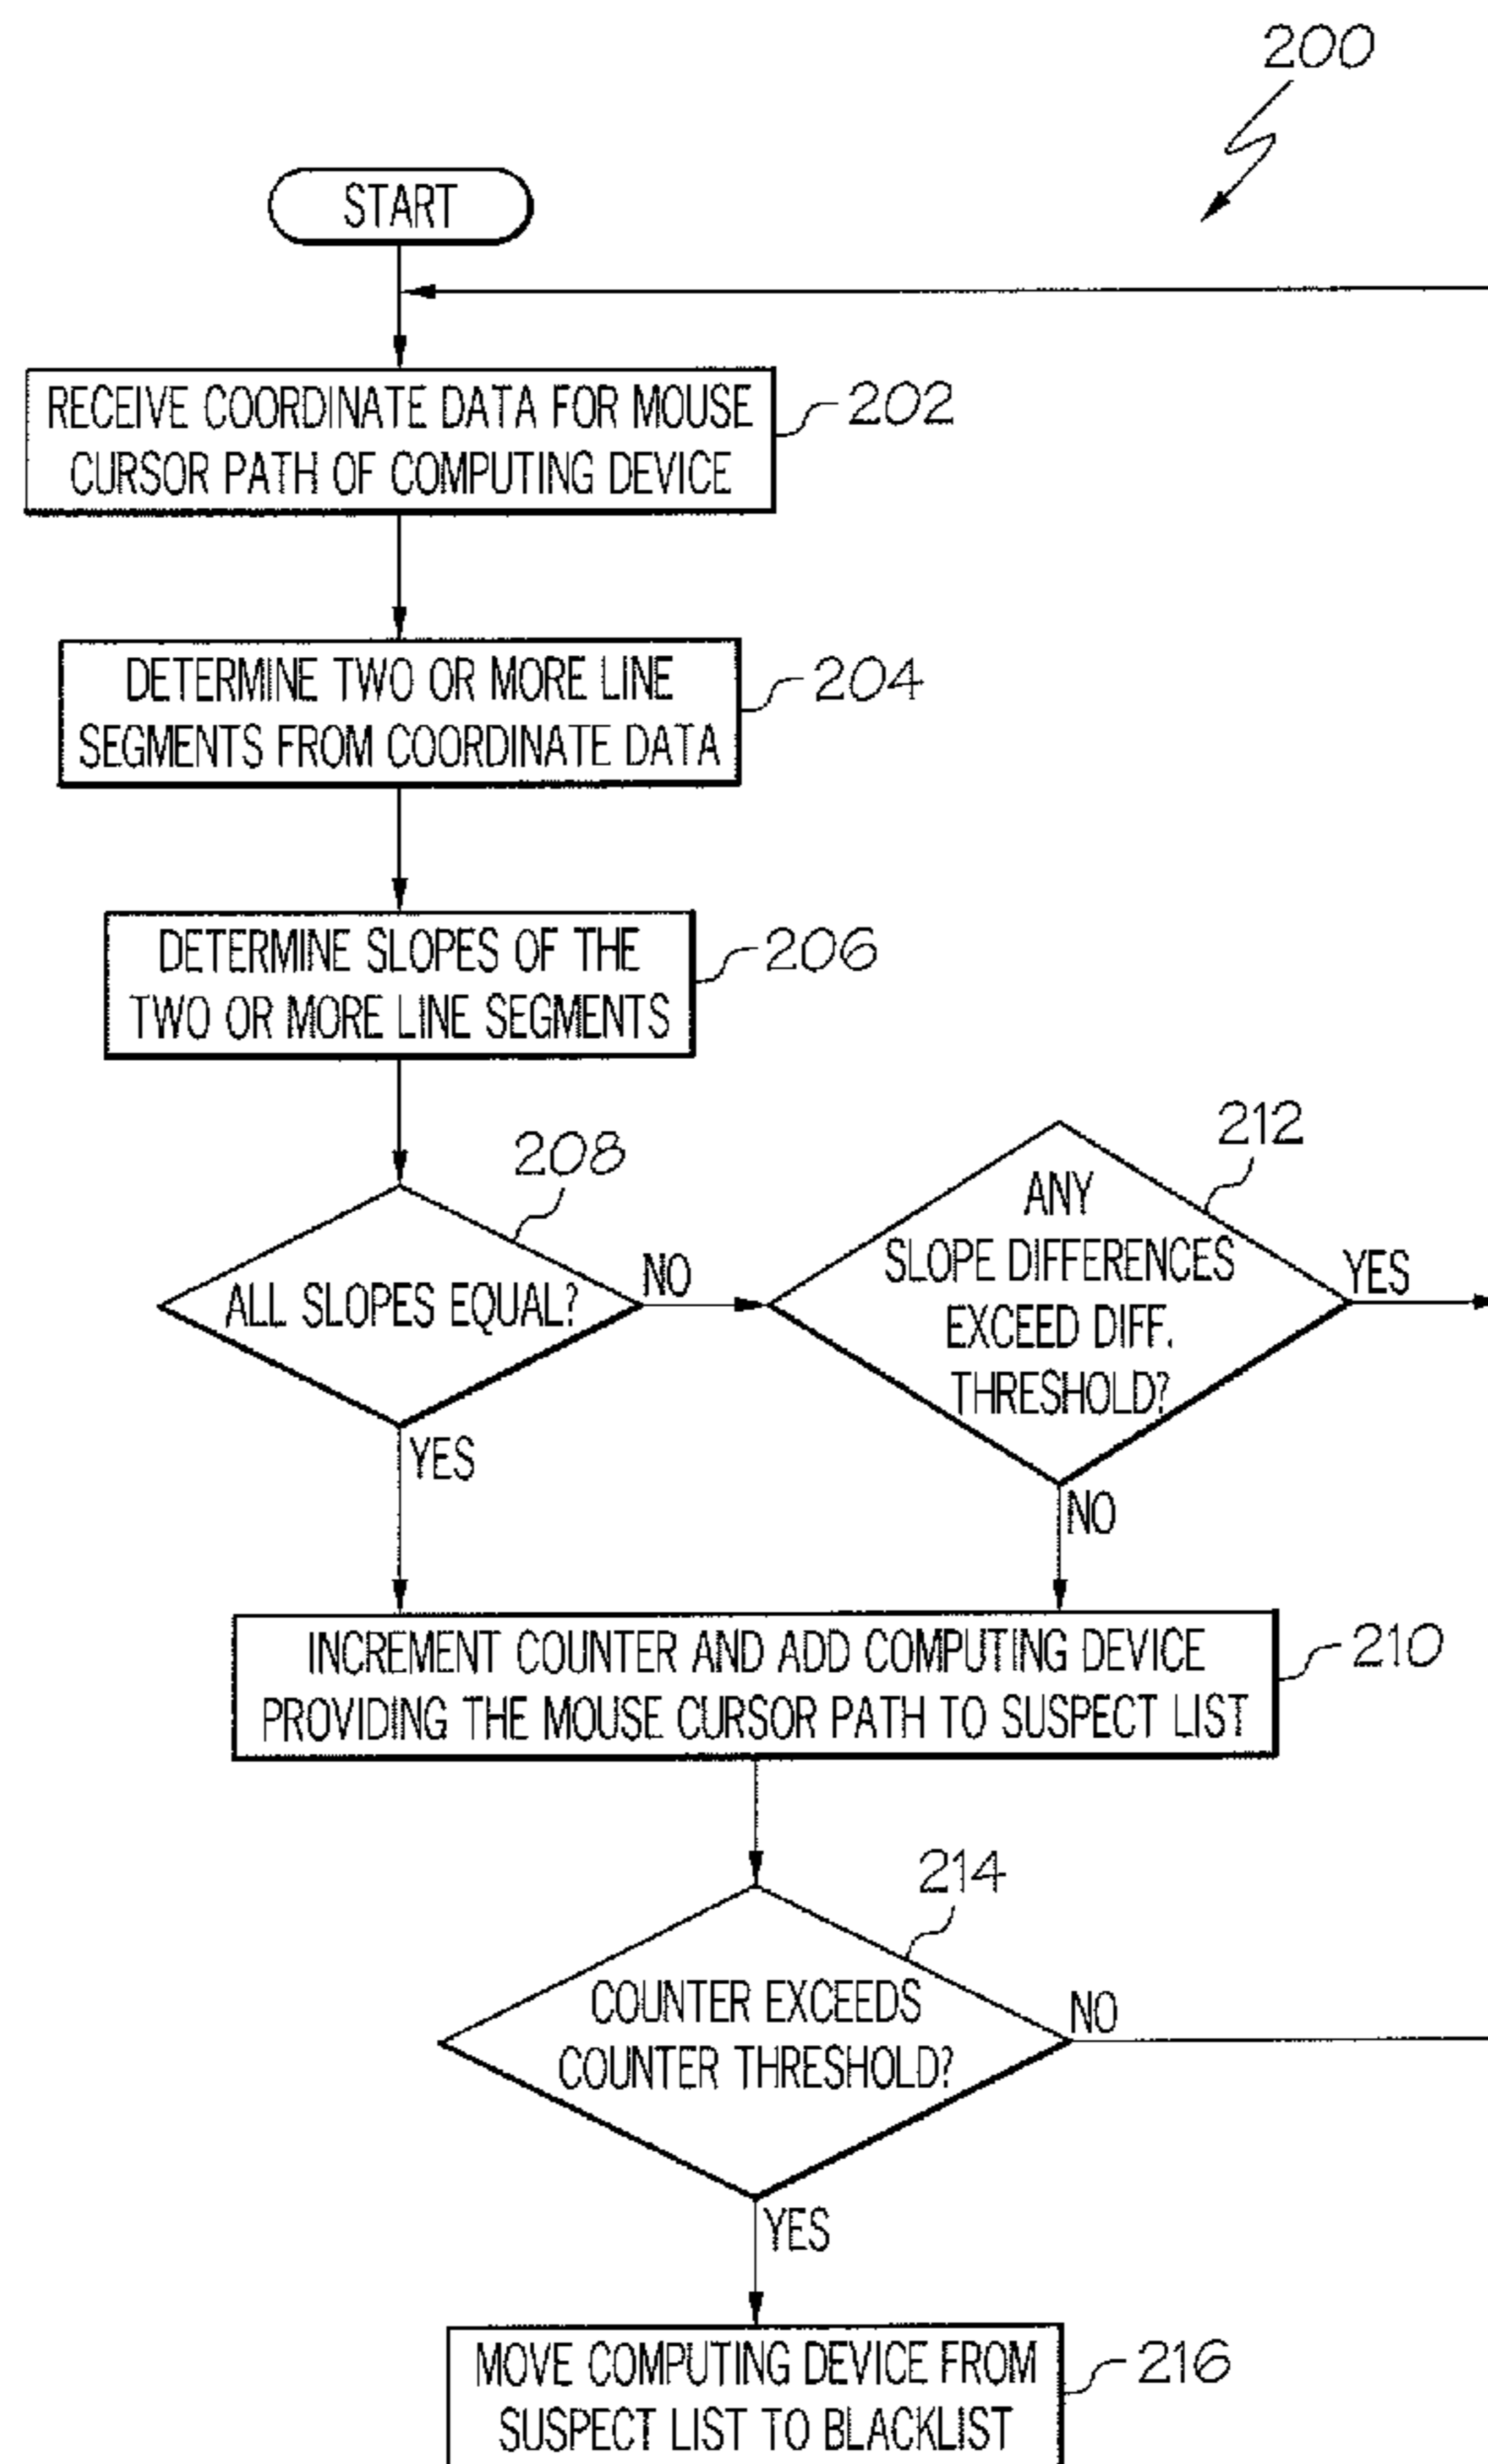 200
START
RECEIVE COORDINATE DATA FOR MOUSE
CURSOR PATH OF COMPUTING DEVICE
202
DETERMINE TWO OR MORE LINE
SEGMENTS FROM COORDINATE DATA
204
DETERMINE SLOPES OF THE
TWO OR MORE LINE SEGMENTS
206
208
ALL SLOPES EQUAL?
NO
YES
212
ANY
SLOPE DIFFERENCES
EXCEED DIFF.
THRESHOLD?
YES
NO
INCREMENT COUNTER AND ADD COMPUTING DEVICE
PROVIDING THE MOUSE CURSOR PATH TO SUSPECT LIST
210
214
COUNTER EXCEEDS
COUNTER THRESHOLD?
NO
YES
MOVE COMPUTING DEVICE FROM
SUSPECT LIST TO BLACKLIST
216